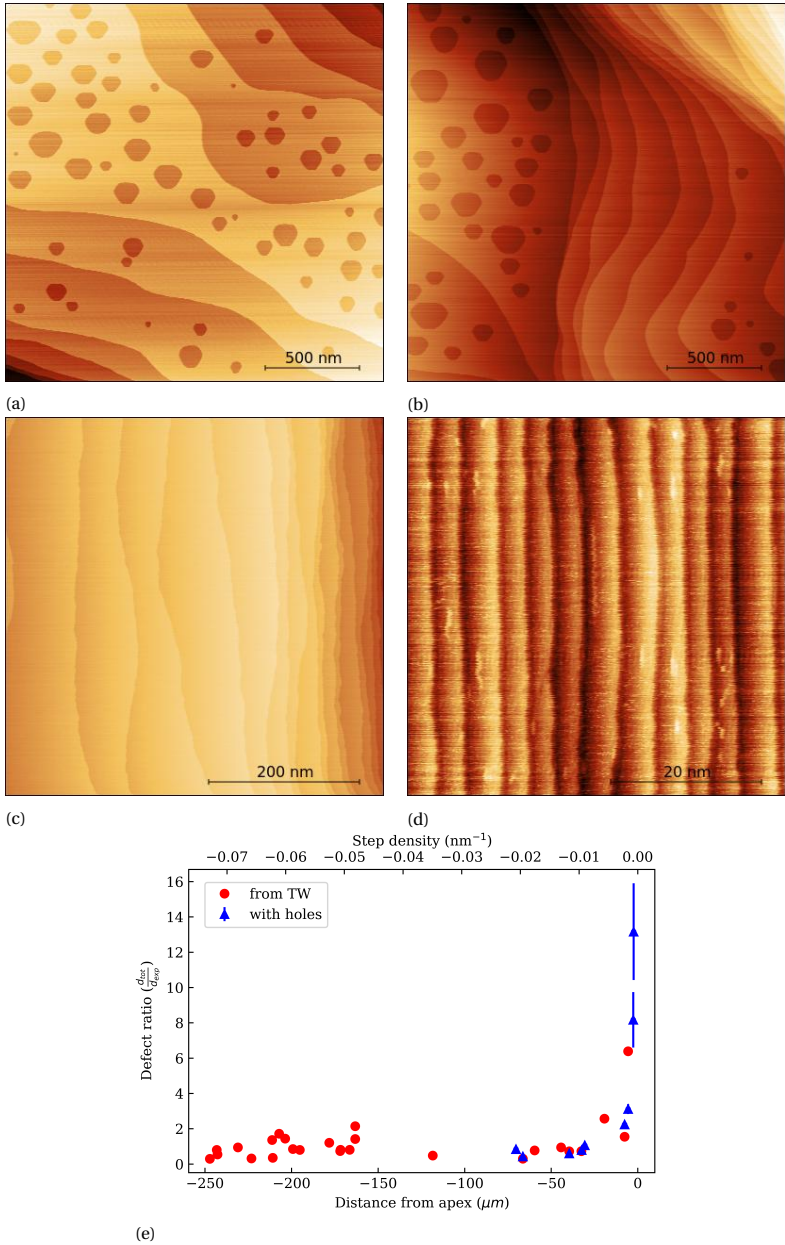 500 nm
500 nm
(a)
(b)
200 nm
20 nm
(c)
(d)
Step density (nm⁻¹)
−0.07 −0.06 −0.05 −0.04 −0.03 −0.02 −0.01 0.00
16
14
12
10
8
6
4
2
0
from TW
with holes
Defect ratio (d_tot/d_exp)
−250 −200 −150 −100 −50 0
Distance from apex (μm)
(e)